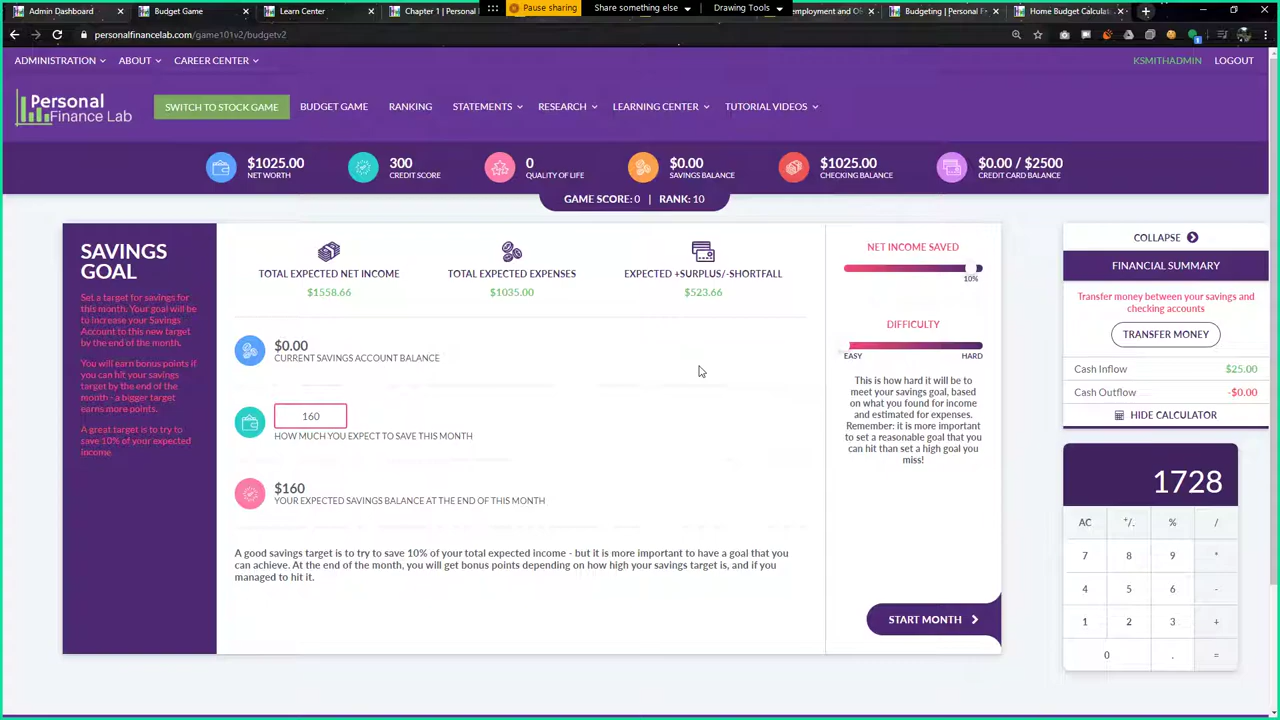 Admin Dashboard
Budget Game
Learn Center
Chapter 1 | Personal
Pause sharing
Share something else
Drawing Tools
Budgeting | Personal F
Home Budget Calcula
personalfinancelab.com/game101v2/budgetv2
ADMINISTRATION ABOUT CAREER CENTER
KSMITHADMIN LOGOUT
Personal
Finance Lab
SWITCH TO STOCK GAME BUDGET GAME RANKING STATEMENTS RESEARCH LEARNING CENTER TUTORIAL VIDEOS
$1025.00
NET WORTH
300
CREDIT SCORE
0
QUALITY OF LIFE
$0.00
SAVINGS BALANCE
$1025.00
CHECKING BALANCE
$0.00 / $2500
CREDIT CARD BALANCE
GAME SCORE: 0 | RANK: 10
SAVINGS
GOAL
Set a target for savings for
this month. Your goal will
be to increase your Savings
Account to this new target
by the end of the month.
You will earn bonus points if
you can hit your savings
target by the end of the
month - a bigger target
earns more points.
A great target is to try to
save 10% of your expected
income
TOTAL EXPECTED NET INCOME
$1558.66
TOTAL EXPECTED EXPENSES
$1035.00
EXPECTED +SURPLUS/-SHORTFALL
$523.66
$0.00
CURRENT SAVINGS ACCOUNT BALANCE
160
HOW MUCH YOU EXPECT TO SAVE THIS MONTH
$160
YOUR EXPECTED SAVINGS BALANCE AT THE END OF THIS MONTH
A good savings target is to try to save 10% of your total expected income - but it is more important to have a goal that you
can achieve. At the end of the month, you will get bonus points depending on how high your savings target is, and if you
managed to hit it.
NET INCOME SAVED
10%
DIFFICULTY
EASY HARD
This is how hard it will be to
meet your savings goal, based
on what you found for income
and estimated for expenses.
Remember: it is more important
to set a reasonable goal that you
can hit than set a high goal you
miss!
START MONTH
COLLAPSE
FINANCIAL SUMMARY
Transfer money between your savings and
checking accounts
TRANSFER MONEY
Cash Inflow $25.00
Cash Outflow -$0.00
HIDE CALCULATOR
1728
AC +/- % /
7 8 9 *
4 5 6 -
1 2 3 +
0 . =